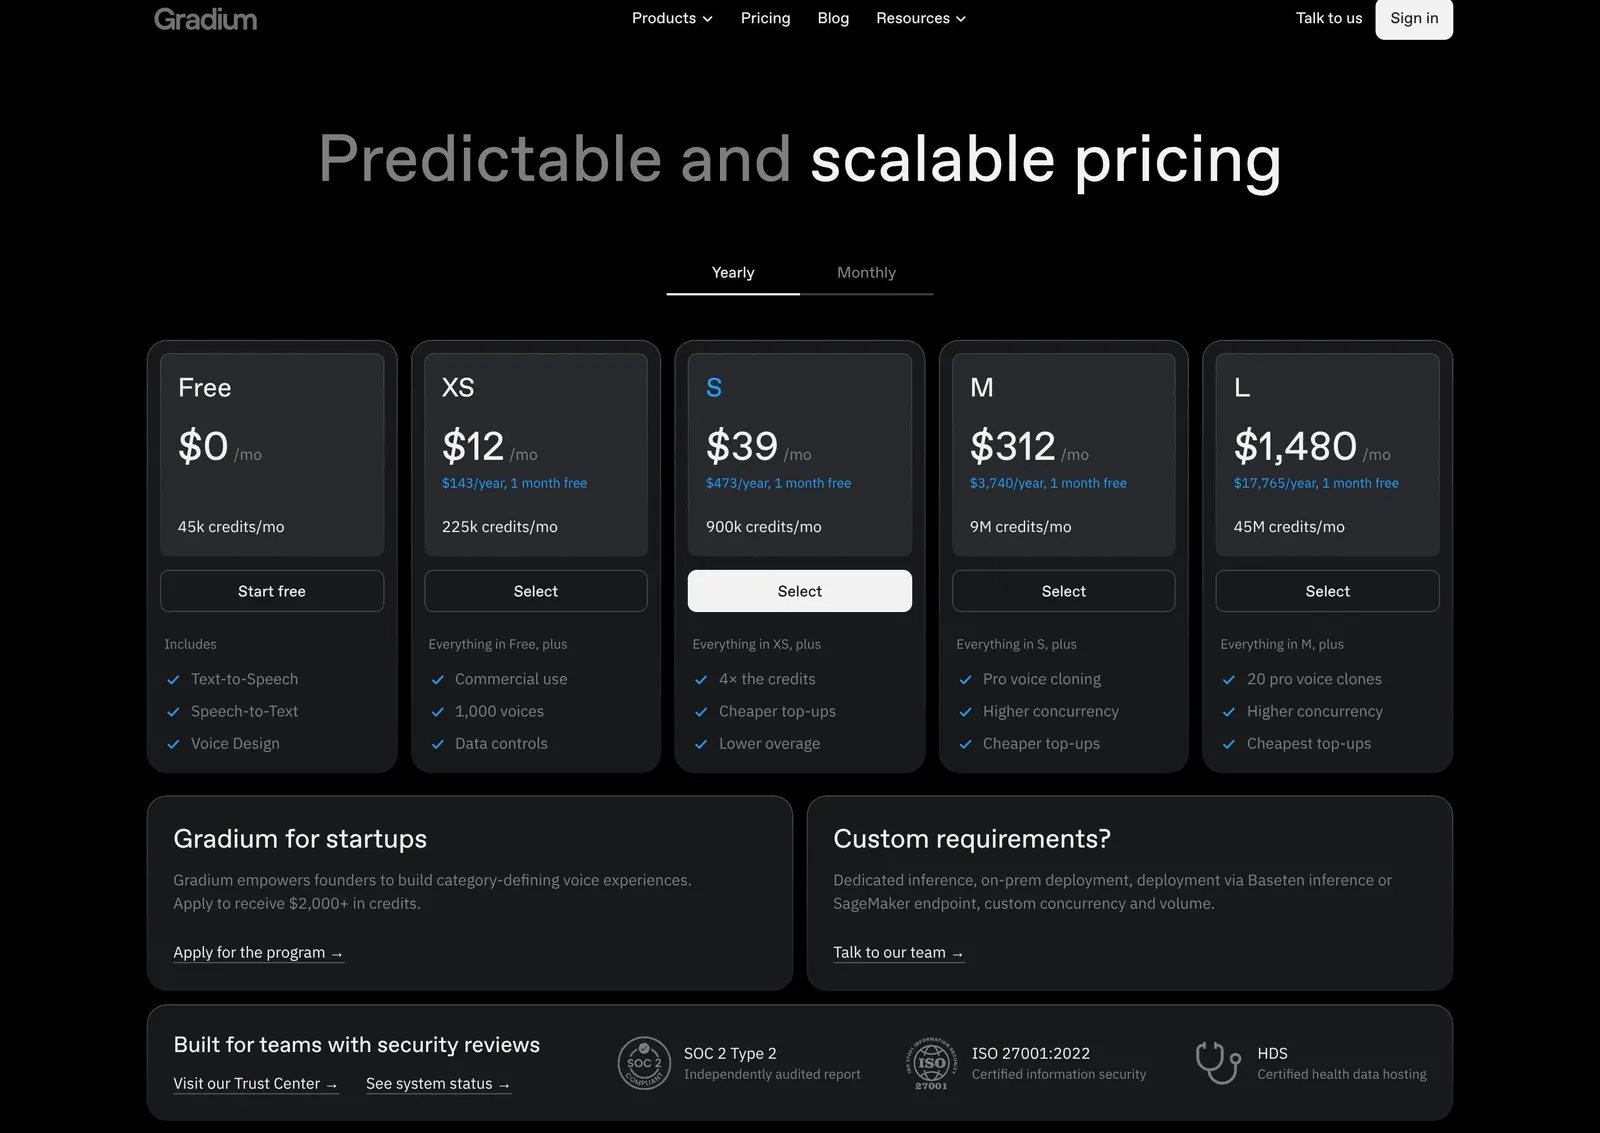 Gradium
Products
Pricing
Blog
Resources
Talk to us
Sign in
Predictable and scalable pricing
Yearly
Monthly
Free
$0 /mo
45k credits/mo
Start free
Includes
Text-to-Speech
Speech-to-Text
Voice Design
XS
$12 /mo
$143/year, 1 month free
225k credits/mo
Select
Everything in Free, plus
Commercial use
1,000 voices
Data controls
S
$39 /mo
$473/year, 1 month free
900k credits/mo
Select
Everything in XS, plus
4× the credits
Cheaper top-ups
Lower overage
M
$312 /mo
$3,740/year, 1 month free
9M credits/mo
Select
Everything in S, plus
Pro voice cloning
Higher concurrency
Cheaper top-ups
L
$1,480 /mo
$17,765/year, 1 month free
45M credits/mo
Select
Everything in M, plus
20 pro voice clones
Higher concurrency
Cheapest top-ups
Gradium for startups
Gradium empowers founders to build category-defining voice experiences.
Apply to receive $2,000+ in credits.
Apply for the program →
Custom requirements?
Dedicated inference, on-prem deployment, deployment via Baseten inference or
SageMaker endpoint, custom concurrency and volume.
Talk to our team →
Built for teams with security reviews
Visit our Trust Center →
See system status →
SOC 2
COMPLIANT
SOC 2 Type 2
Independently audited report
ISO 27001 INFORMATION SECURITY
ISO
27001
ISO 27001:2022
Certified information security
HDS
Certified health data hosting